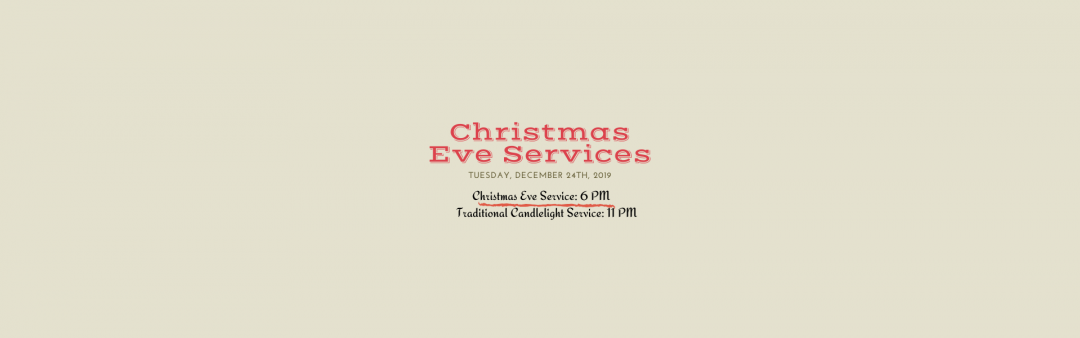 Christmas
Eve Services
TUESDAY, DECEMBER 24TH, 2019
Christmas Eve Service: 6 PM
Traditional Candlelight Service: 11 PM